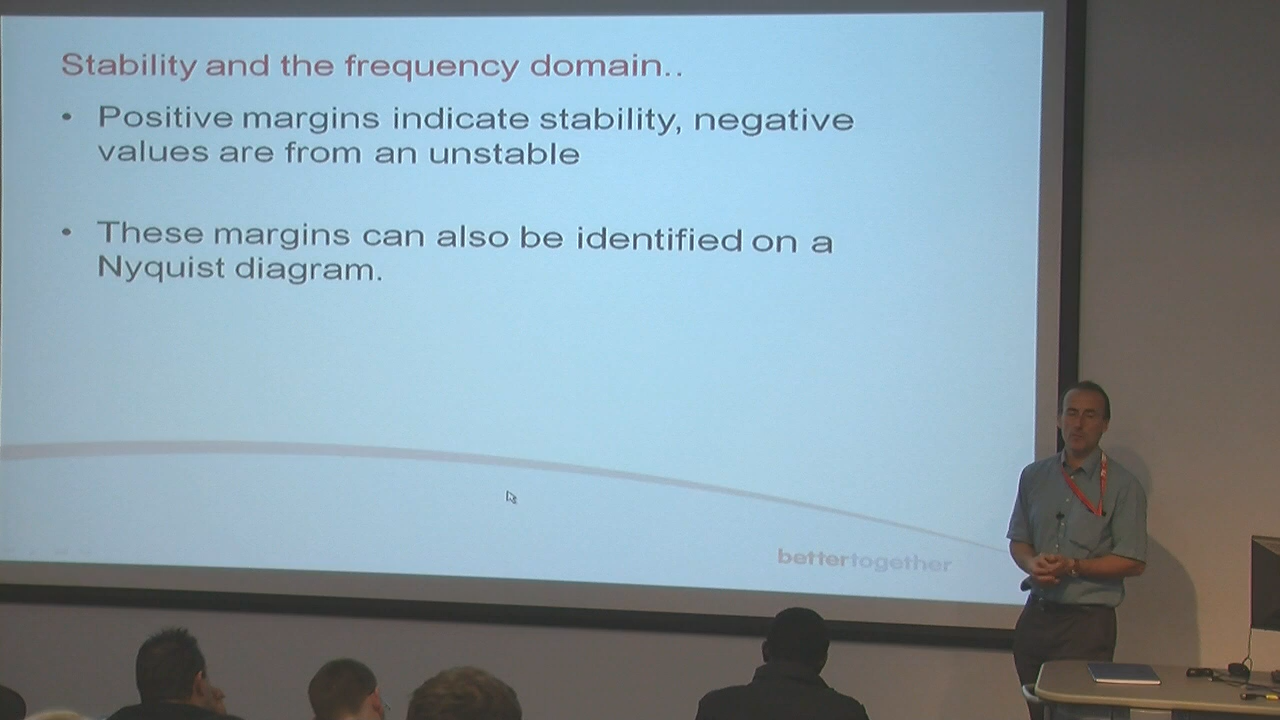 Stability and the frequency domain..
• Positive margins indicate stability, negative
values are from an unstable
• These margins can also be identified on a
Nyquist diagram.
bettertogether